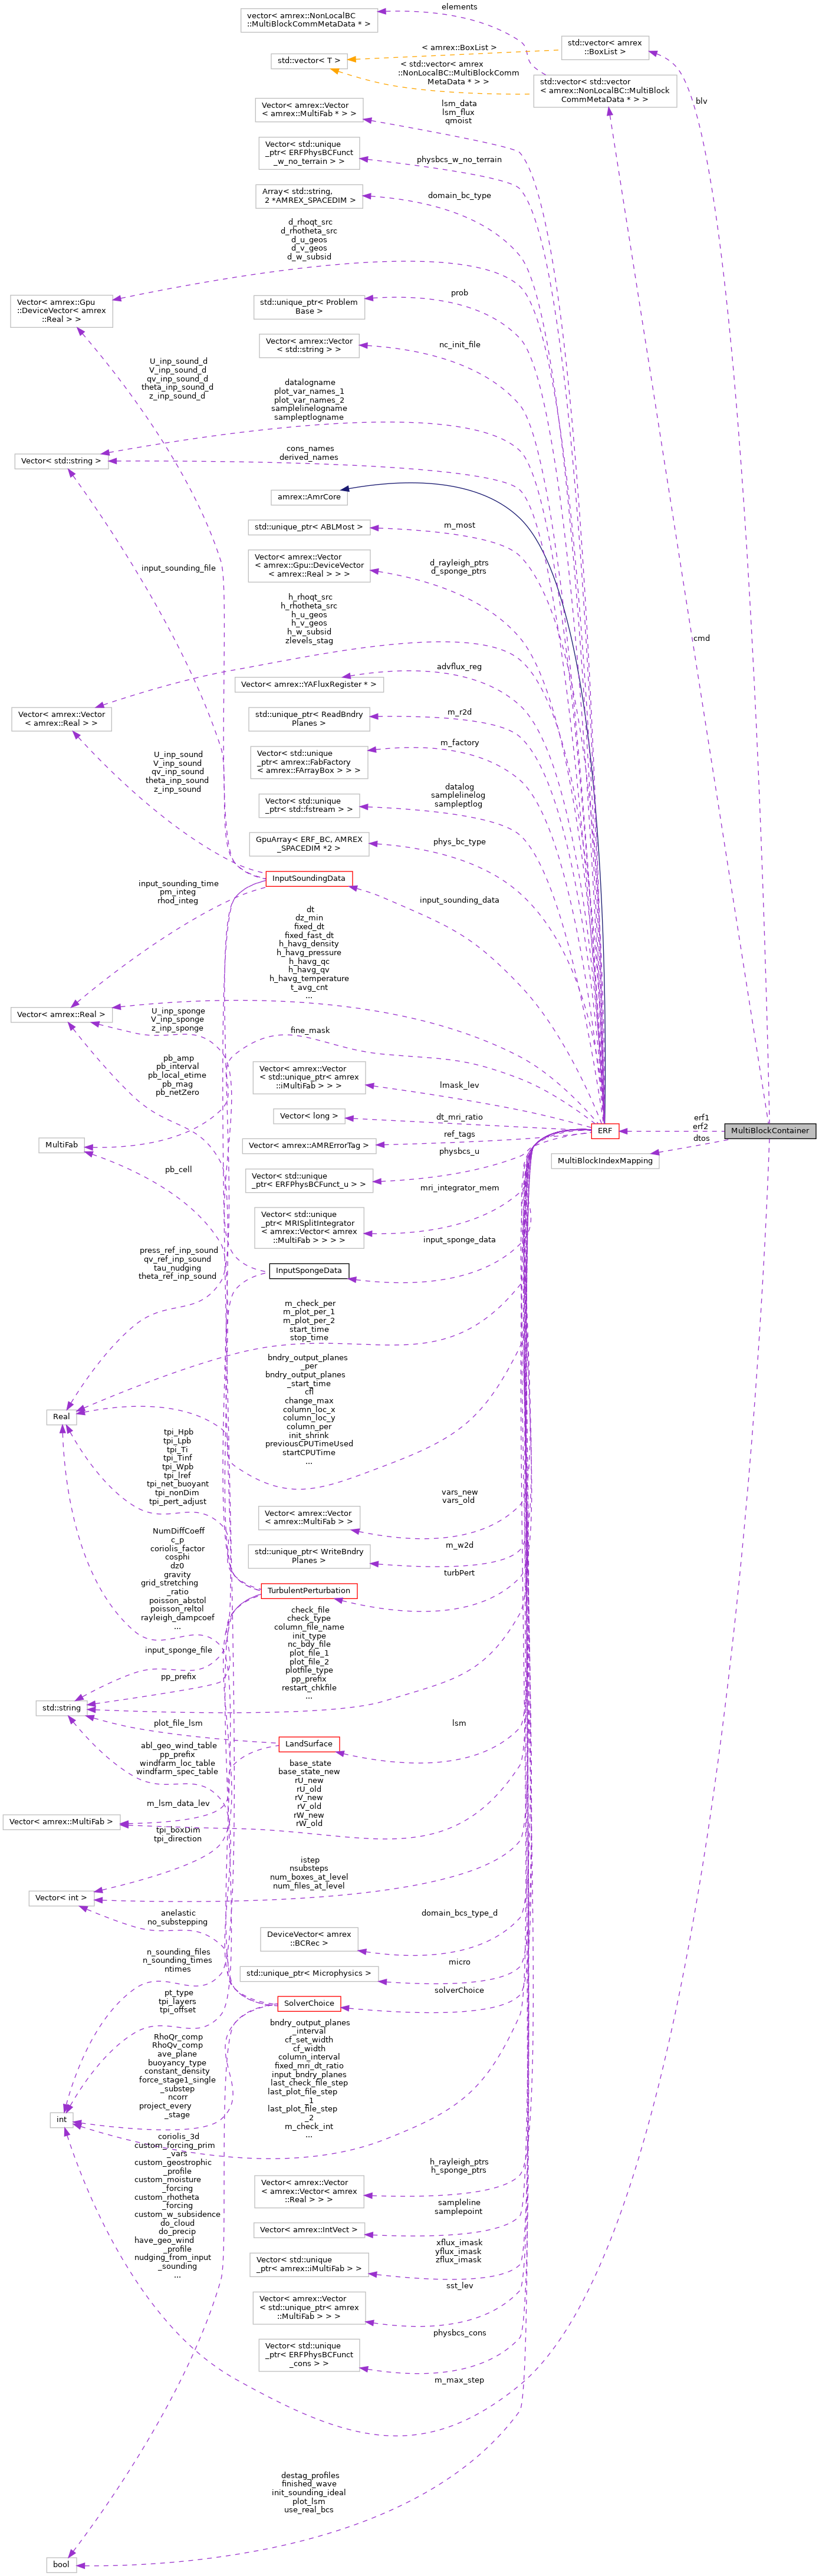 elements
vector< amrex::NonLocalBC
::MultiBlockCommMetaData * >
std::vector< amrex
::BoxList >
< amrex::BoxList >
std::vector< T >
< std::vector< amrex
::NonLocalBC::MultiBlockComm
MetaData * > >
std::vector< std::vector
< amrex::NonLocalBC::MultiBlock
CommMetaData * > >
blv
Vector< amrex::Vector
< amrex::MultiFab * > >
lsm_data
lsm_flux
qmoist
Vector< std::unique
_ptr< ERFPhysBCFunct
_w_no_terrain > >
physbcs_w_no_terrain
Array< std::string,
2 *AMREX_SPACEDIM >
domain_bc_type
d_rhoqt_src
d_rhotheta_src
d_u_geos
d_v_geos
d_w_subsid
Vector< amrex::Gpu
::DeviceVector< amrex
::Real > >
std::unique_ptr< Problem
Base >
prob
Vector< amrex::Vector
< std::string > >
nc_init_file
U_inp_sound_d
V_inp_sound_d
qv_inp_sound_d
theta_inp_sound_d
z_inp_sound_d
datalogname
plot_var_names_1
plot_var_names_2
samplelinelogname
sampleptlogname
Vector< std::string >
cons_names
derived_names
amrex::AmrCore
std::unique_ptr< ABLMost >
m_most
input_sounding_file
Vector< amrex::Vector
< amrex::Gpu::DeviceVector
< amrex::Real > > >
d_rayleigh_ptrs
d_sponge_ptrs
h_rhoqt_src
h_rhotheta_src
h_u_geos
h_v_geos
h_w_subsid
zlevels_stag
cmd
Vector< amrex::YAFluxRegister * >
advflux_reg
Vector< amrex::Vector
< amrex::Real > >
std::unique_ptr< ReadBndry
Planes >
m_r2d
U_inp_sound
V_inp_sound
qv_inp_sound
theta_inp_sound
z_inp_sound
Vector< std::unique
_ptr< amrex::FabFactory
< amrex::FArrayBox > > >
m_factory
Vector< std::unique
_ptr< std::fstream > >
datalog
samplelinelog
sampleptlog
GpuArray< ERF_BC, AMREX
_SPACEDIM *2 >
phys_bc_type
InputSoundingData
input_sounding_time
pm_integ
rhod_integ
input_sounding_data
dt
dz_min
fixed_dt
fixed_fast_dt
h_havg_density
h_havg_pressure
h_havg_qc
h_havg_qv
h_havg_temperature
t_avg_cnt
...
Vector< amrex::Real >
U_inp_sponge
V_inp_sponge
z_inp_sponge
fine_mask
pb_amp
pb_interval
pb_local_etime
pb_mag
pb_netZero
Vector< amrex::Vector
< std::unique_ptr< amrex
::iMultiFab > > >
lmask_lev
Vector< long >
dt_mri_ratio
MultiFab
Vector< amrex::AMRErrorTag >
ref_tags
ERF
erf1
erf2
MultiBlockContainer
dtos
MultiBlockIndexMapping
pb_cell
Vector< std::unique
_ptr< ERFPhysBCFunct_u > >
physbcs_u
Vector< std::unique
_ptr< MRISplitIntegrator
< amrex::Vector< amrex
::MultiFab > > > >
mri_integrator_mem
press_ref_inp_sound
qv_ref_inp_sound
tau_nudging
theta_ref_inp_sound
InputSpongeData
input_sponge_data
m_check_per
m_plot_per_1
m_plot_per_2
start_time
stop_time
bndry_output_planes
_per
bndry_output_planes
_start_time
cfl
change_max
column_loc_x
column_loc_y
column_per
init_shrink
previousCPUTimeUsed
startCPUTime
...
Real
tpi_Hpb
tpi_Lpb
tpi_Ti
tpi_Tinf
tpi_Wpb
tpi_lref
tpi_net_buoyant
tpi_nonDim
tpi_pert_adjust
Vector< amrex::Vector
< amrex::MultiFab > >
vars_new
vars_old
NumDiffCoeff
c_p
coriolis_factor
cosphi
dz0
gravity
grid_stretching
_ratio
poisson_abstol
poisson_reltol
rayleigh_dampcoef
...
std::unique_ptr< WriteBndry
Planes >
m_w2d
TurbulentPerturbation
turbPert
check_file
check_type
column_file_name
init_type
nc_bdy_file
plot_file_1
plot_file_2
plotfile_type
pp_prefix
restart_chkfile
...
input_sponge_file
pp_prefix
std::string
plot_file_lsm
LandSurface
lsm
abl_geo_wind_table
pp_prefix
windfarm_loc_table
windfarm_spec_table
base_state
base_state_new
rU_new
rU_old
rV_new
rV_old
rW_new
rW_old
m_lsm_data_lev
Vector< amrex::MultiFab >
tpi_boxDim
tpi_direction
Vector< int >
istep
nsubsteps
num_boxes_at_level
num_files_at_level
anelastic
no_substepping
DeviceVector< amrex
::BCRec >
domain_bcs_type_d
n_sounding_files
n_sounding_times
ntimes
std::unique_ptr< Microphysics >
micro
pt_type
tpi_layers
tpi_offset
SolverChoice
solverChoice
RhoQr_comp
RhoQv_comp
ave_plane
buoyancy_type
constant_density
force_stage1_single
_substep
ncorr
project_every
_stage
bndry_output_planes
_interval
cf_set_width
cf_width
column_interval
fixed_mri_dt_ratio
input_bndry_planes
last_check_file_step
last_plot_file_step
_1
last_plot_file_step
_2
m_check_int
...
int
coriolis_3d
custom_forcing_prim
_vars
custom_geostrophic
_profile
custom_moisture
_forcing
custom_rhotheta
_forcing
custom_w_subsidence
do_cloud
do_precip
have_geo_wind
_profile
nudging_from_input
_sounding
...
Vector< amrex::Vector
< amrex::Vector< amrex
::Real > > >
h_rayleigh_ptrs
h_sponge_ptrs
Vector< amrex::IntVect >
sampleline
samplepoint
Vector< std::unique
_ptr< amrex::iMultiFab > >
xflux_imask
yflux_imask
zflux_imask
Vector< amrex::Vector
< std::unique_ptr< amrex
::MultiFab > > >
sst_lev
Vector< std::unique
_ptr< ERFPhysBCFunct
_cons > >
physbcs_cons
m_max_step
destag_profiles
finished_wave
init_sounding_ideal
plot_lsm
use_real_bcs
bool